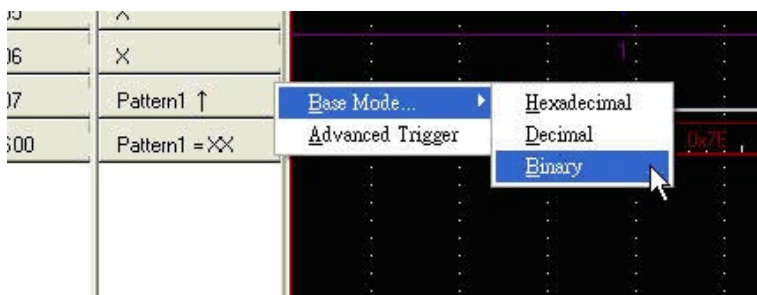 06 X
07 Pattern1 ↑ Base Mode... Hexadecimal
Advanced Trigger Decimal
Pattern1 =XX 0x7E
Binary